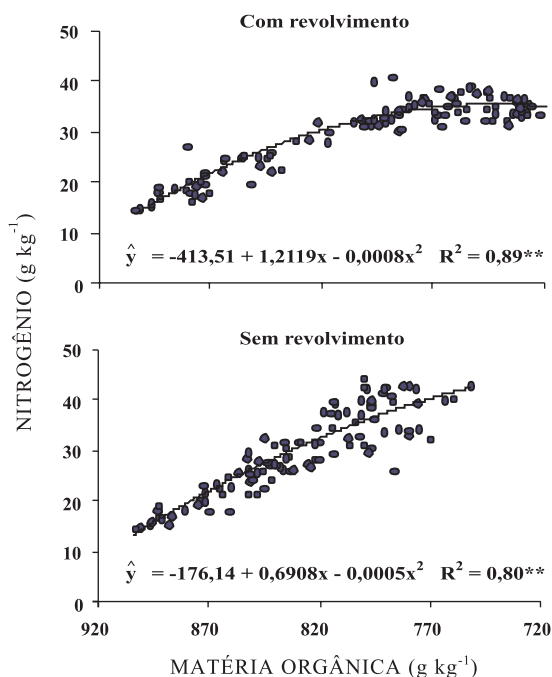 Com revolvimento
50
40
30
20
10
0
ŷ = -413,51 + 1,2119x - 0,0008x² R² = 0,89**
NITROGÊNIO (g kg⁻¹)
Sem revolvimento
50
40
30
20
10
0
ŷ = -176,14 + 0,6908x - 0,0005x² R² = 0,80**
920 870 820 770 720
MATÉRIA ORGÂNICA (g kg⁻¹)